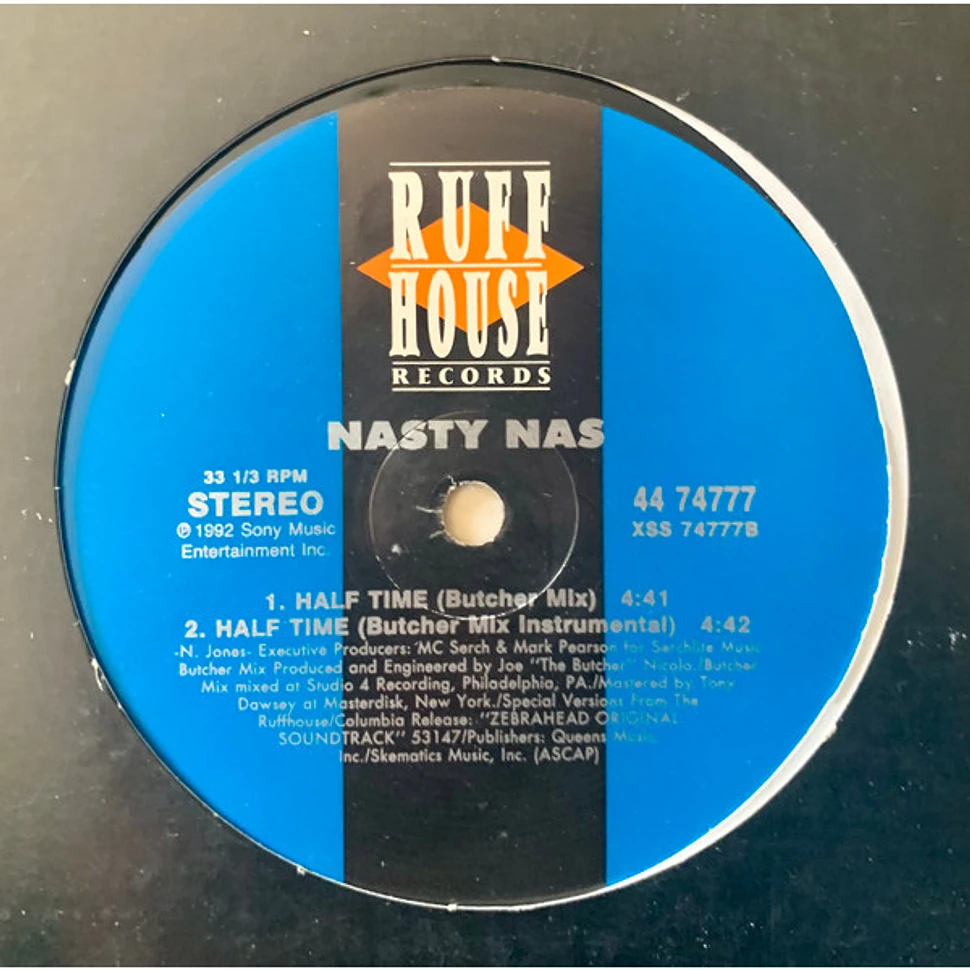 RUFF
HOUSE
RECORDS
NASTY NAS
33 1/3 RPM
STEREO
℗ 1992 Sony Music
Entertainment Inc.
44 74777
XSS 74777B
1. HALF TIME (Butcher Mix) 4:41
2. HALF TIME (Butcher Mix Instrumental) 4:42
-N. Jones- Executive Producers: MC Serch & Mark Pearson for Serchlite Music
Butcher Mix Produced and Engineered by Joe "The Butcher" Nicolo./Butcher
Mix mixed at Studio 4 Recording, Philadelphia, PA./Mastered by Tony
Dawsey at Masterdisk, New York./Special Versions From The
Ruffhouse/Columbia Release: "ZEBRAHEAD ORIGINAL
SOUNDTRACK" 53147/Publishers: Queens Music,
Inc./Skematics Music, Inc. (ASCAP)